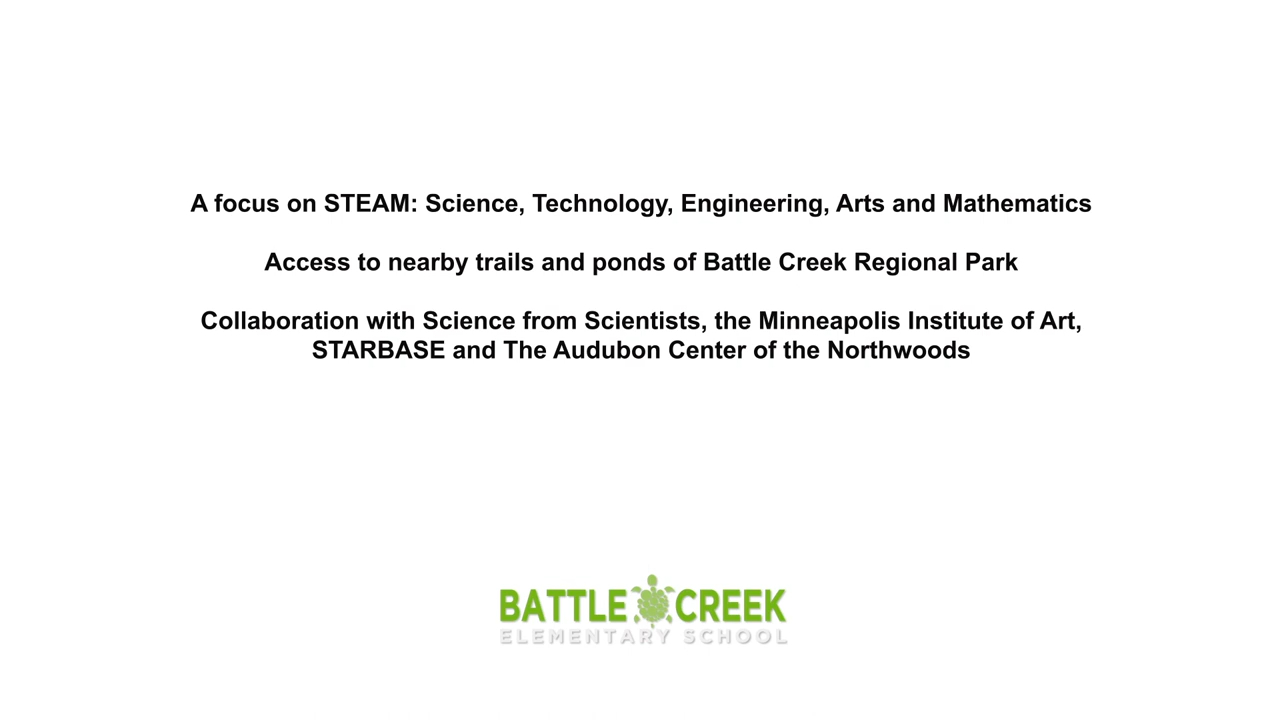 A focus on STEAM: Science, Technology, Engineering, Arts and Mathematics
Access to nearby trails and ponds of Battle Creek Regional Park
Collaboration with Science from Scientists, the Minneapolis Institute of Art,
STARBASE and The Audubon Center of the Northwoods
BATTLE CREEK
ELEMENTARY SCHOOL